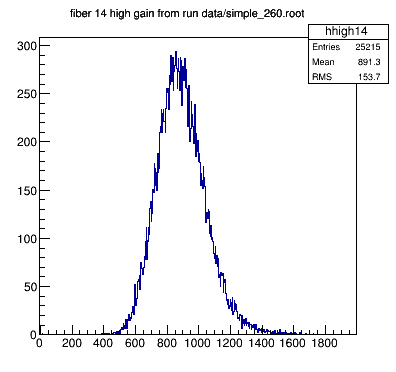 fiber 14 high gain from run data/simple_260.root
hhigh14
Entries 25215
Mean 891.3
RMS 153.7
300
250
200
150
100
50
0
0 200 400 600 800 1000 1200 1400 1600 1800